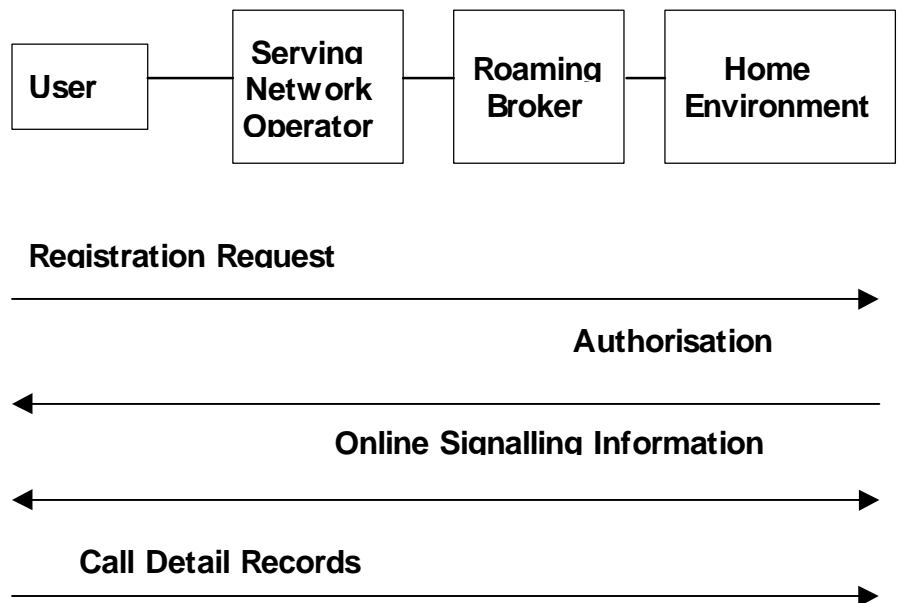 User
Serving
Network
Operator
Roaming
Broker
Home
Environment
Registration Request
Authorisation
Online Signalling Information
Call Detail Records